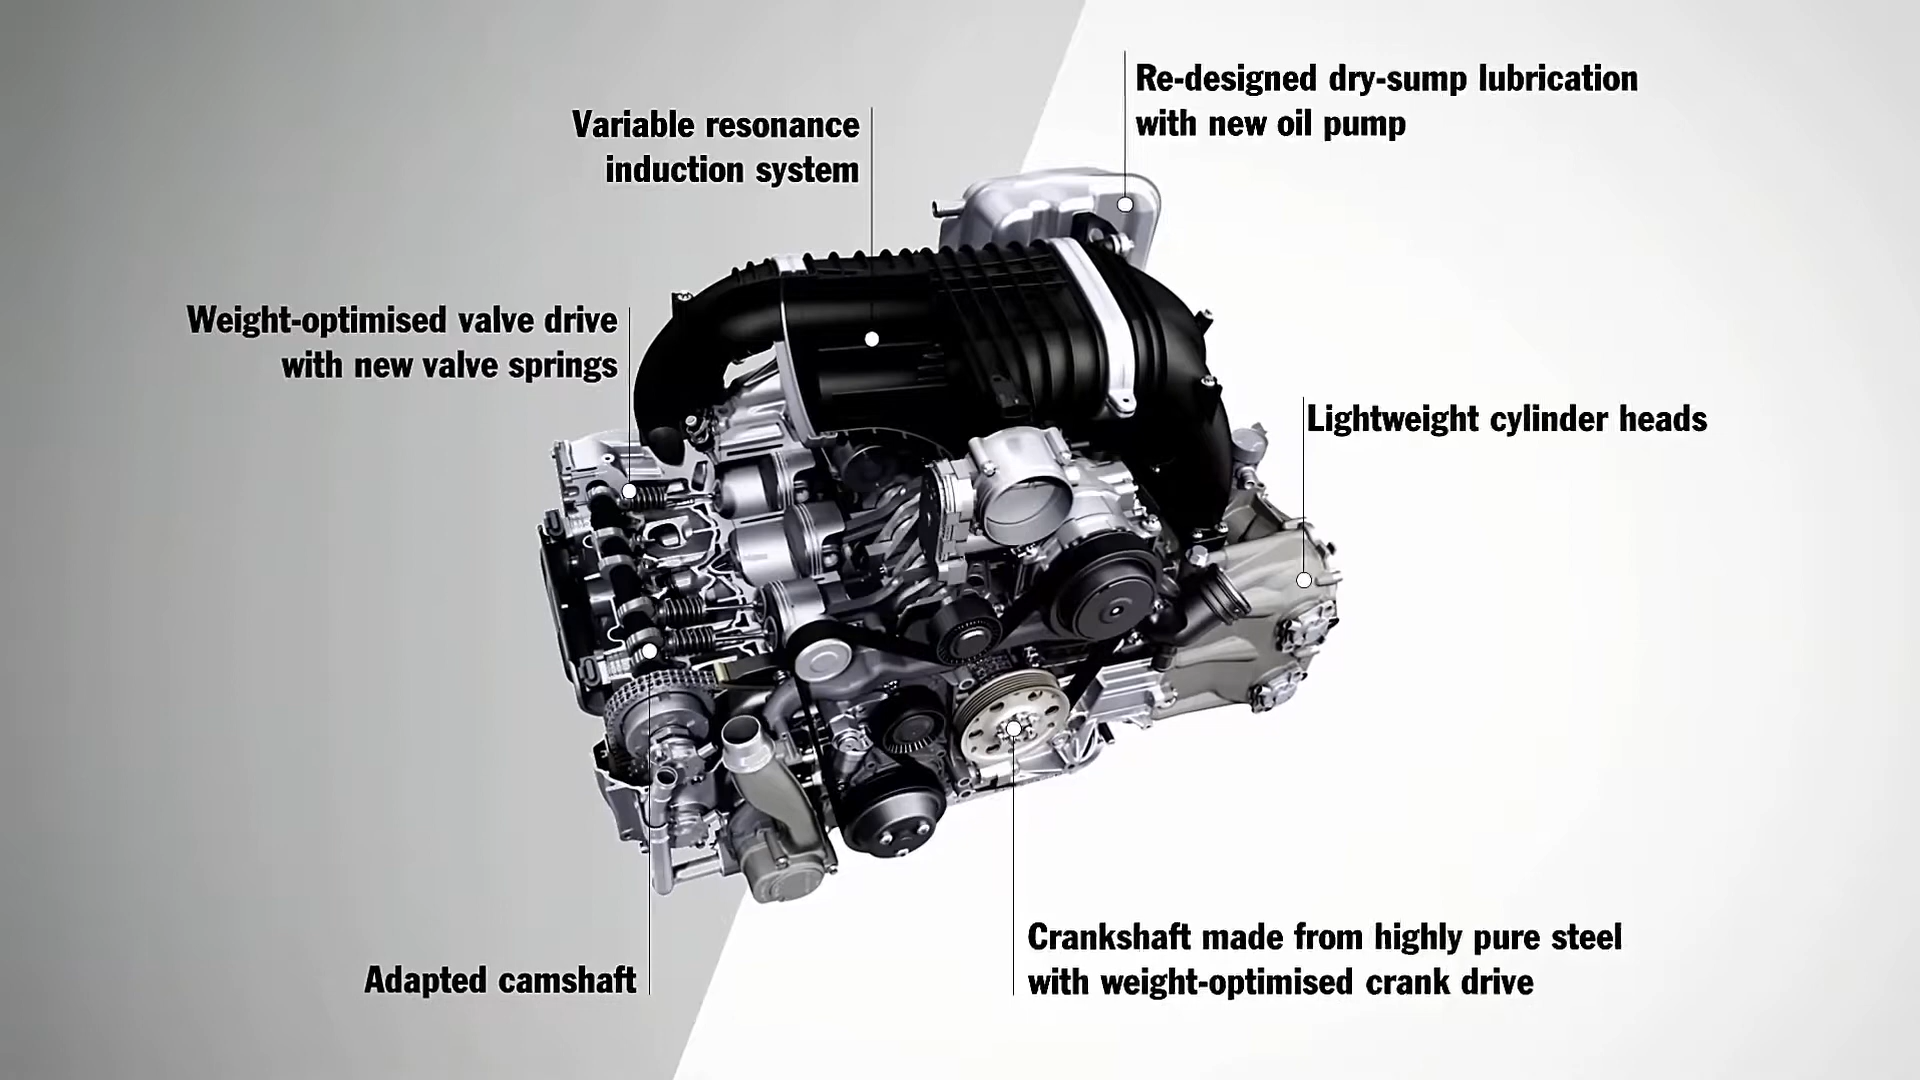 Re-designed dry-sump lubrication
with new oil pump
Variable resonance
induction system
Weight-optimised valve drive
with new valve springs
Lightweight cylinder heads
Crankshaft made from highly pure steel
with weight-optimised crank drive
Adapted camshaft